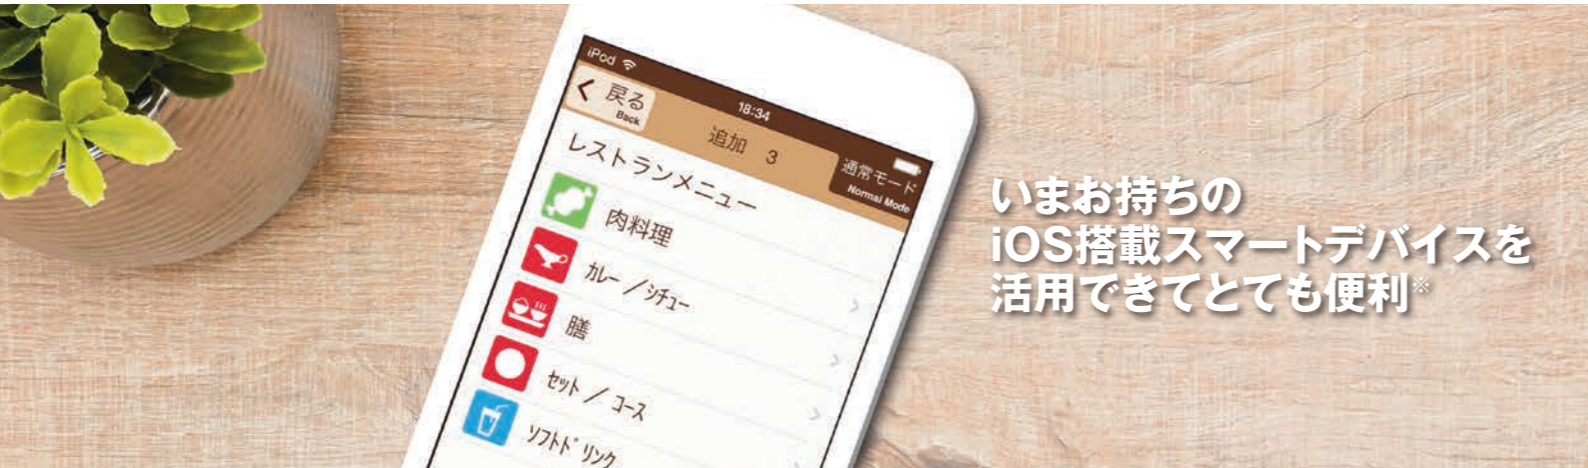 iPod
18:34
戻る
Back
追加 3
通常モード
Normal Mode
レストランメニュー
肉料理
ｶﾚｰ ／ｼﾁｭｰ
膳
ｾｯﾄ ／ ｺｰｽ
ｿﾌﾄﾄﾞﾘﾝｸ
いまお持ちの
iOS搭載スマートデバイスを
活用できてとても便利※